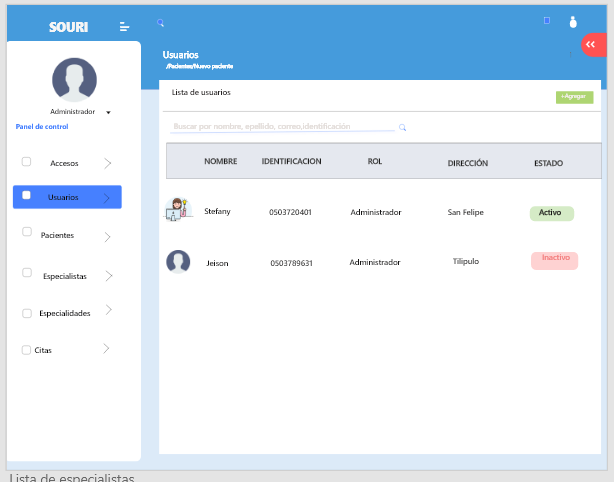 SOURI
Usuarios
/Pacientes/Nuevo paciente
Administrador
Panel de control
Accesos
Usuarios
Pacientes
Especialistas
Especialidades
Citas
Lista de usuarios
+Agregar
Buscar por nombre, epellido, correo,identificación
NOMBRE IDENTIFICACION ROL DIRECCIÓN ESTADO
Stefany 0503720401 Administrador San Felipe Activo
Jeison 0503789631 Administrador Tilipulo Inactivo
Lista de especialistas